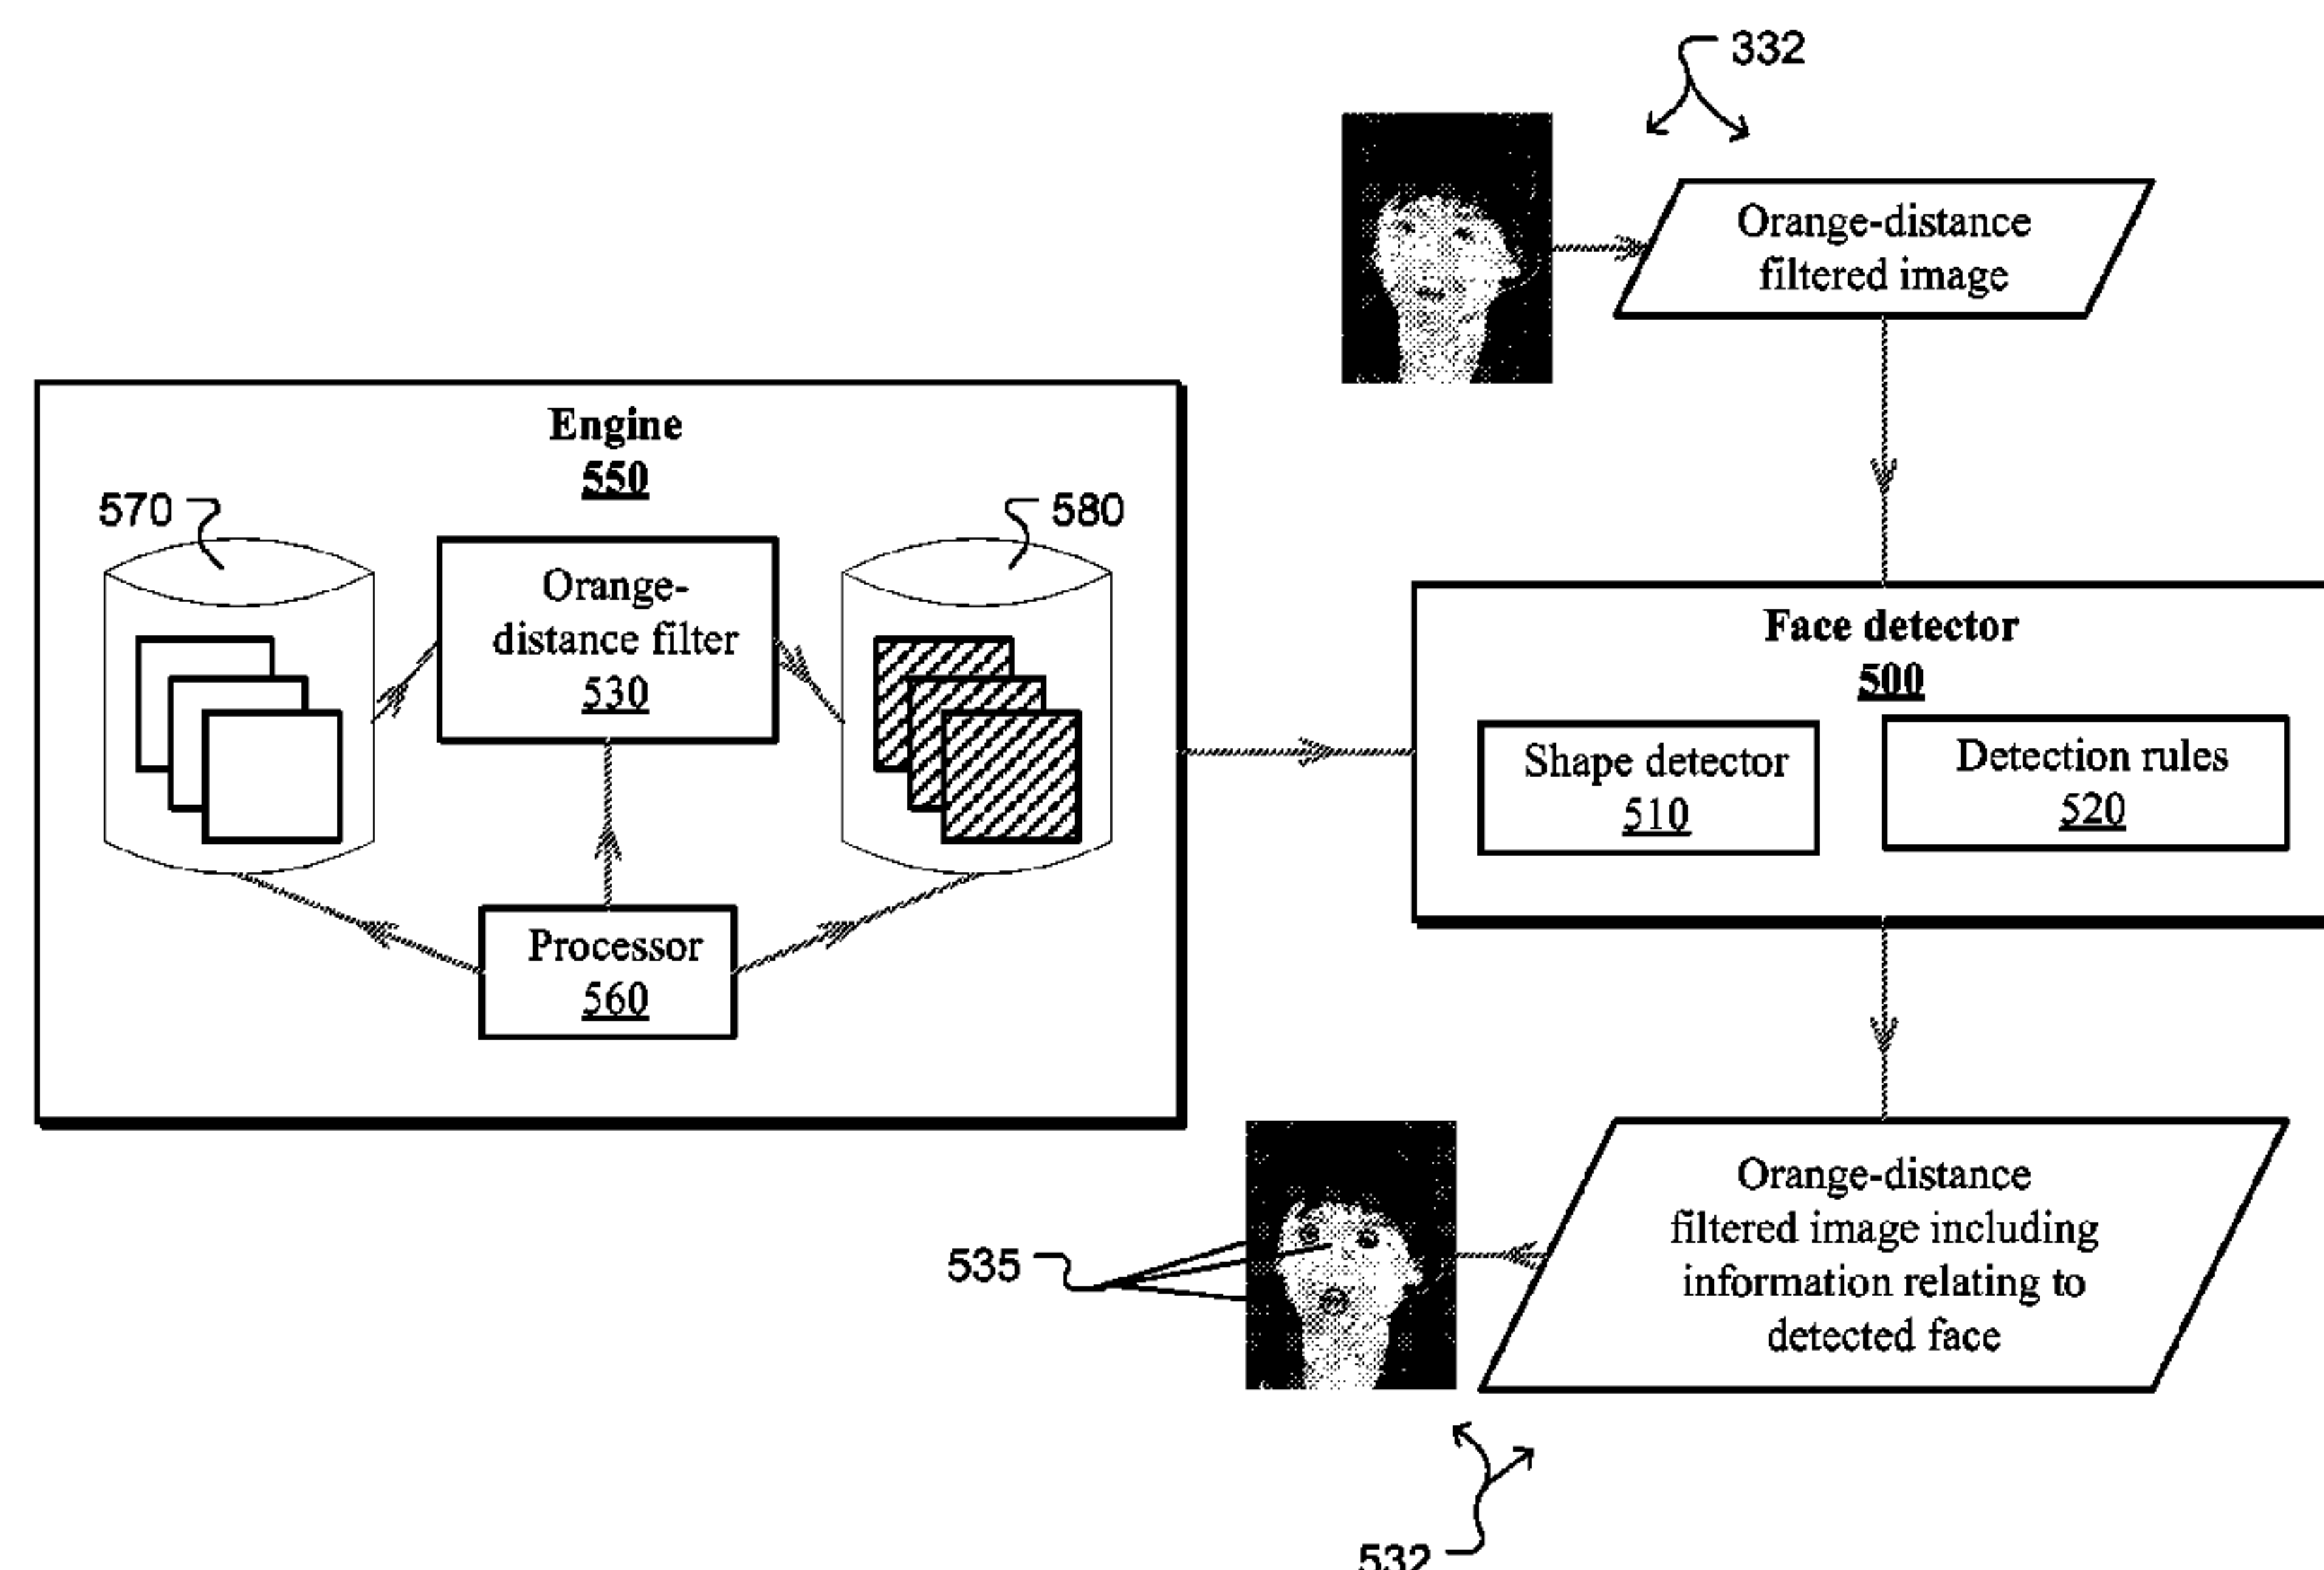 332
Orange-distance
filtered image
Engine
550
570
580
Orange-
distance filter
530
Processor
560
Face detector
500
Shape detector
510
Detection rules
520
Orange-distance
filtered image including
information relating to
detected face
535
532